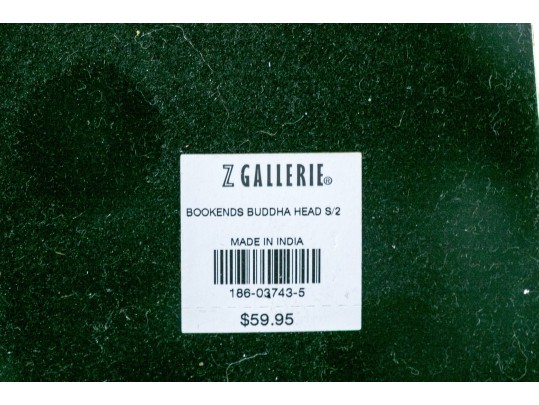 Z GALLERIE®
BOOKENDS BUDDHA HEAD S/2
MADE IN INDIA
186-03743-5
$59.95